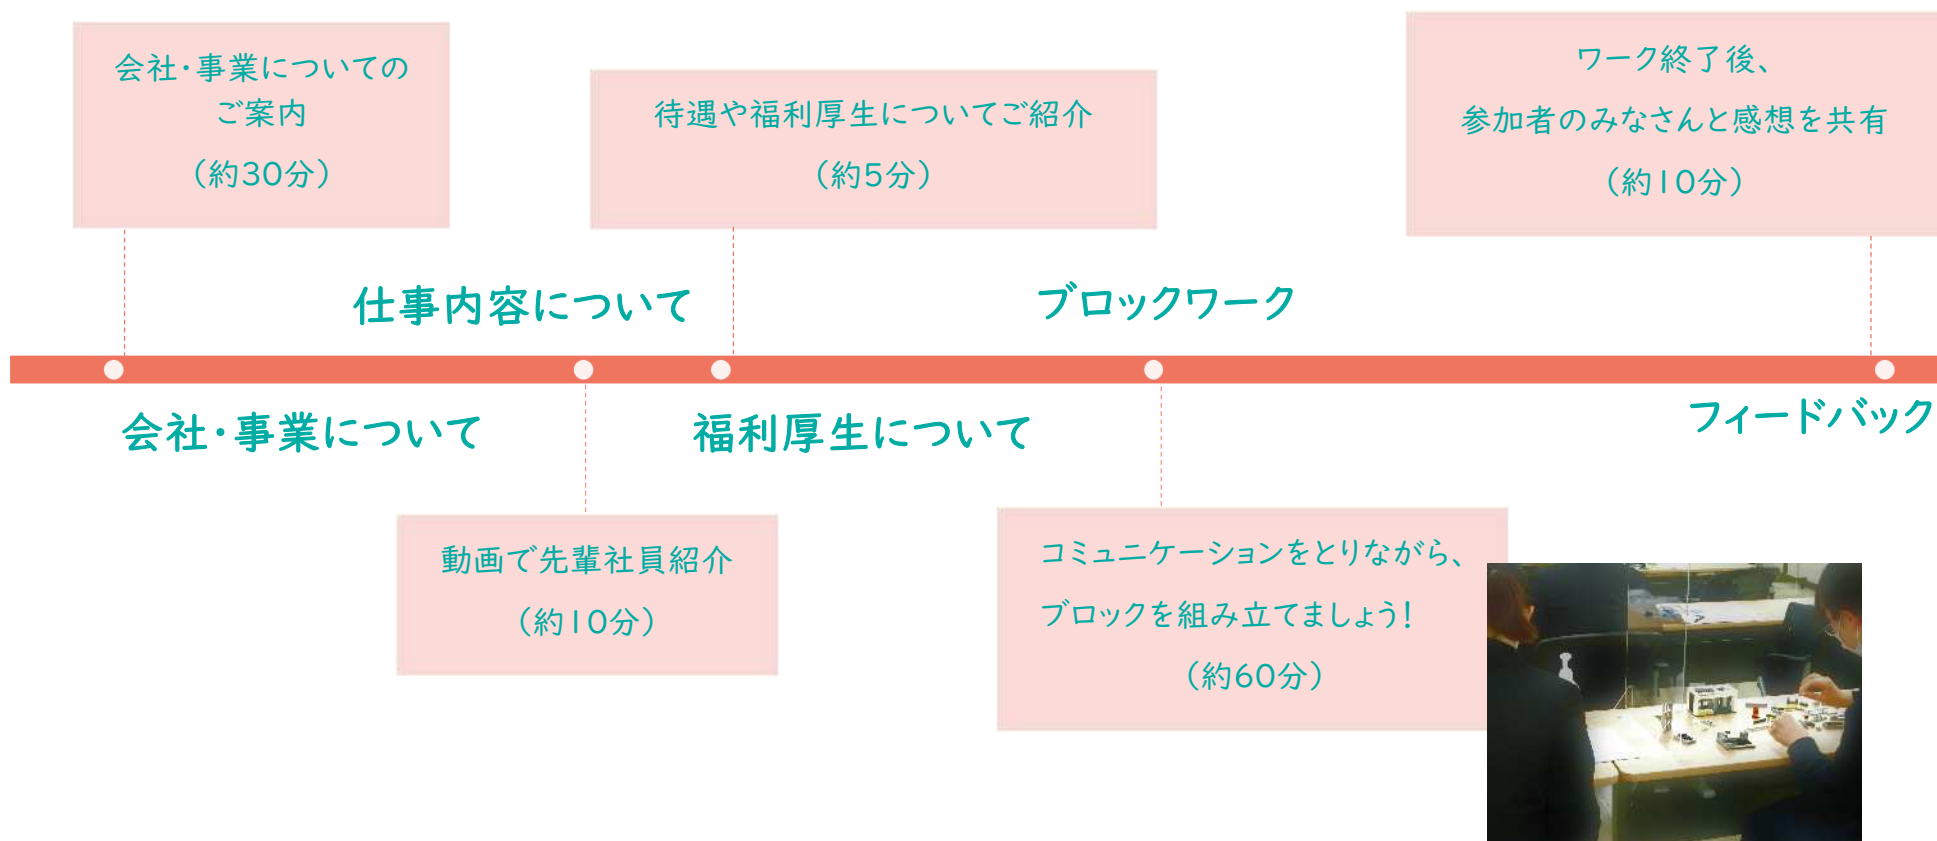 会社・事業についての
ご案内
(約30分)
待遇や福利厚生についてご紹介
(約5分)
ワーク終了後、
参加者のみなさんと感想を共有
(約10分)
仕事内容について
ブロックワーク
会社・事業について
福利厚生について
フィードバック
動画で先輩社員紹介
(約10分)
コミュニケーションをとりながら、
ブロックを組み立てましょう!
(約60分)